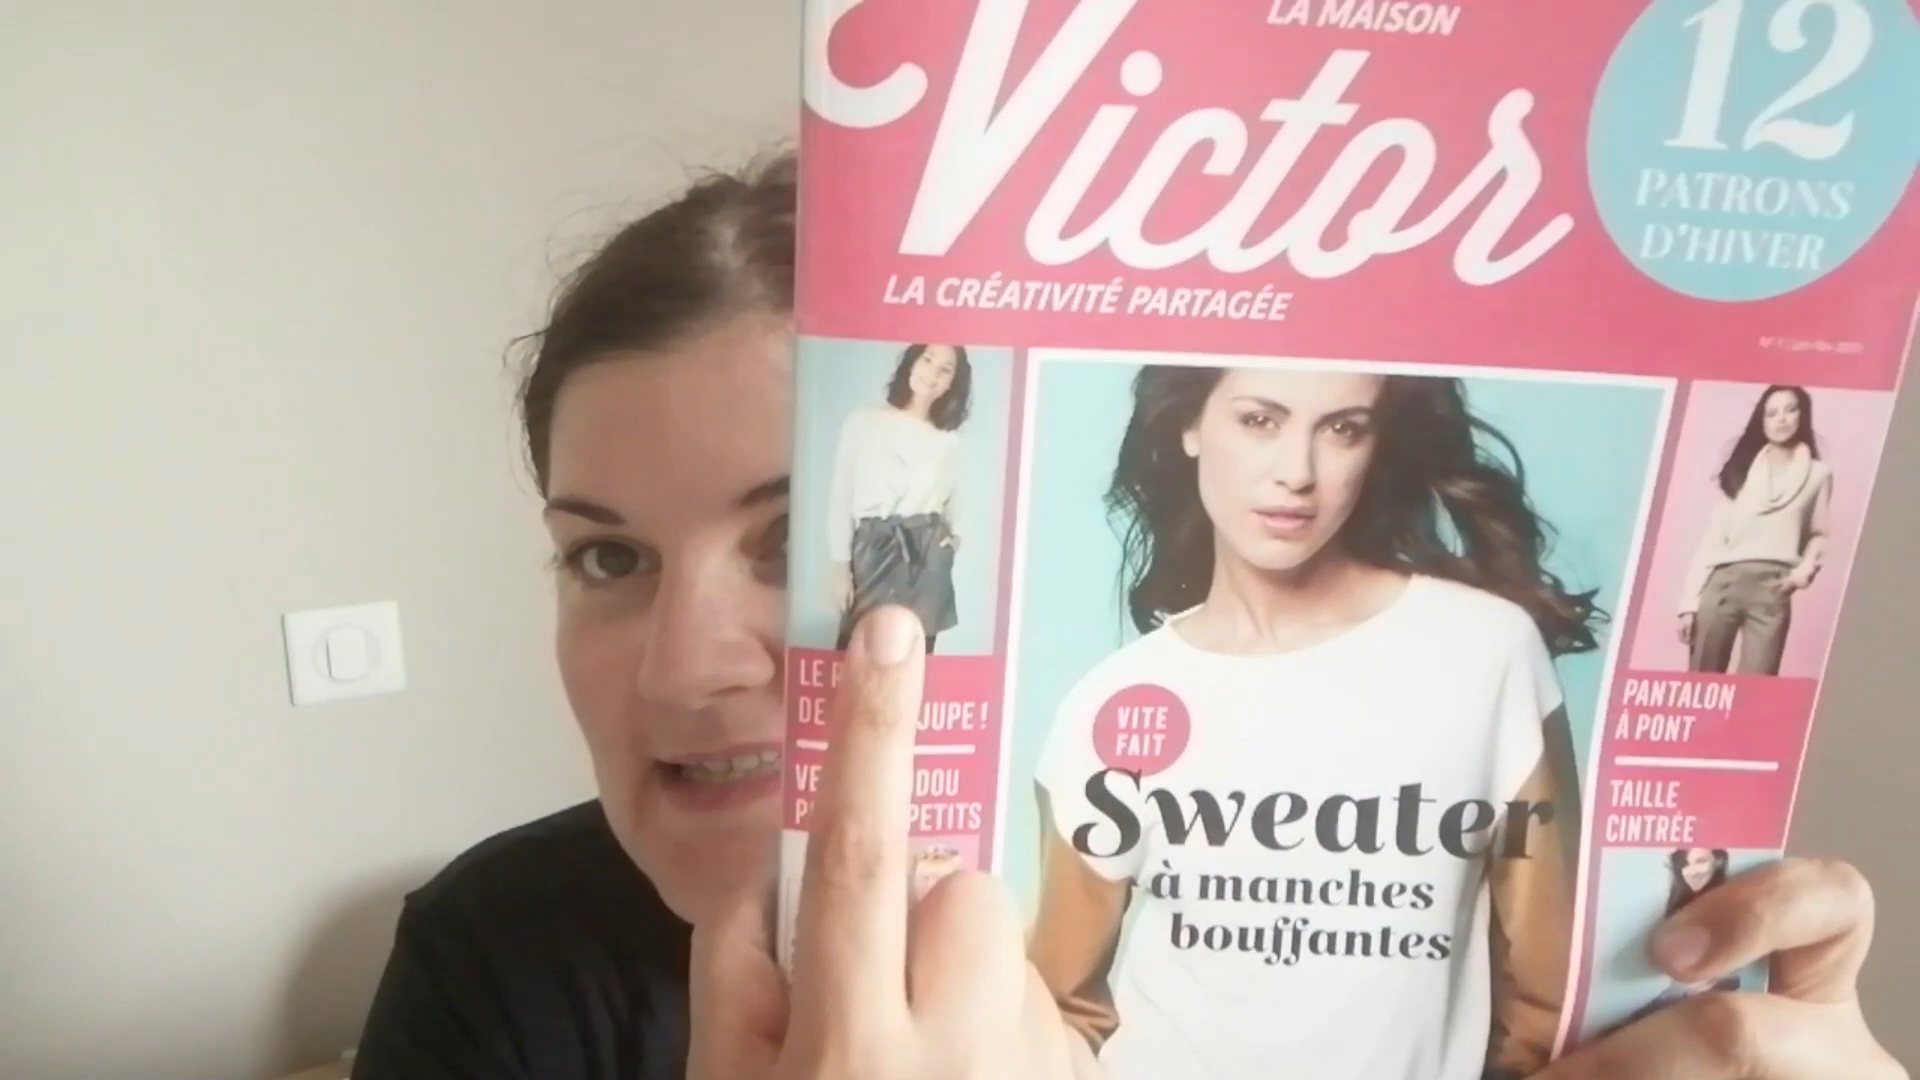 LA MAISON
Victor
LA CRÉATIVITÉ PARTAGÉE
12
PATRONS
D'HIVER
LE
DE JUPE !
PETITS
VITE
FAIT
Sweater
à manches
bouffantes
PANTALON
À PONT
TAILLE
CINTRÉE